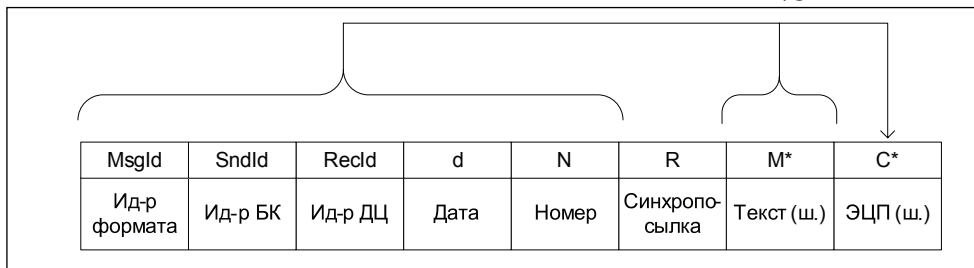 MsgId SndId RecId d N R M* C*
Ид-р формата Ид-р БК Ид-р ДЦ Дата Номер Синхропо-сылка Текст (ш.) ЭЦП (ш.)